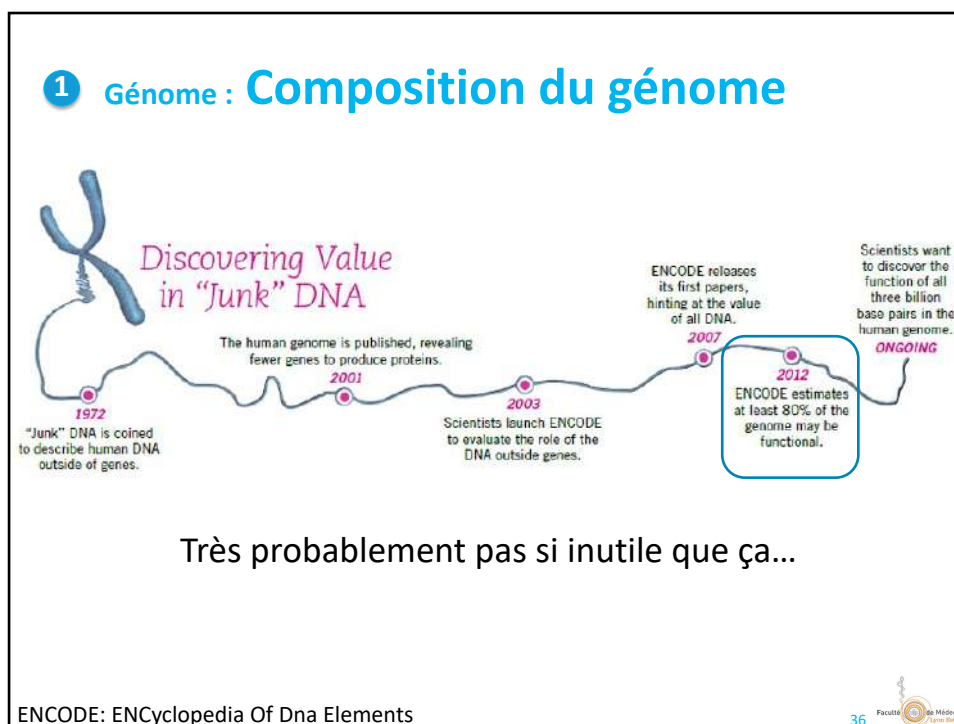 1 Génome : Composition du génome
Discovering Value
in "Junk" DNA
1972
"Junk" DNA is coined
to describe human DNA
outside of genes.
The human genome is published, revealing
fewer genes to produce proteins.
2001
2003
Scientists launch ENCODE
to evaluate the role of the
DNA outside genes.
ENCODE releases
its first papers,
hinting at the value
of all DNA.
2007
2012
ENCODE estimates
at least 80% of the
genome may be
functional.
Scientists want
to discover the
function of all
three billion
base pairs in the
human genome.
ONGOING
Très probablement pas si inutile que ça...
ENCODE: ENCyclopedia Of Dna Elements
36
Faculté de Méde
Lyon